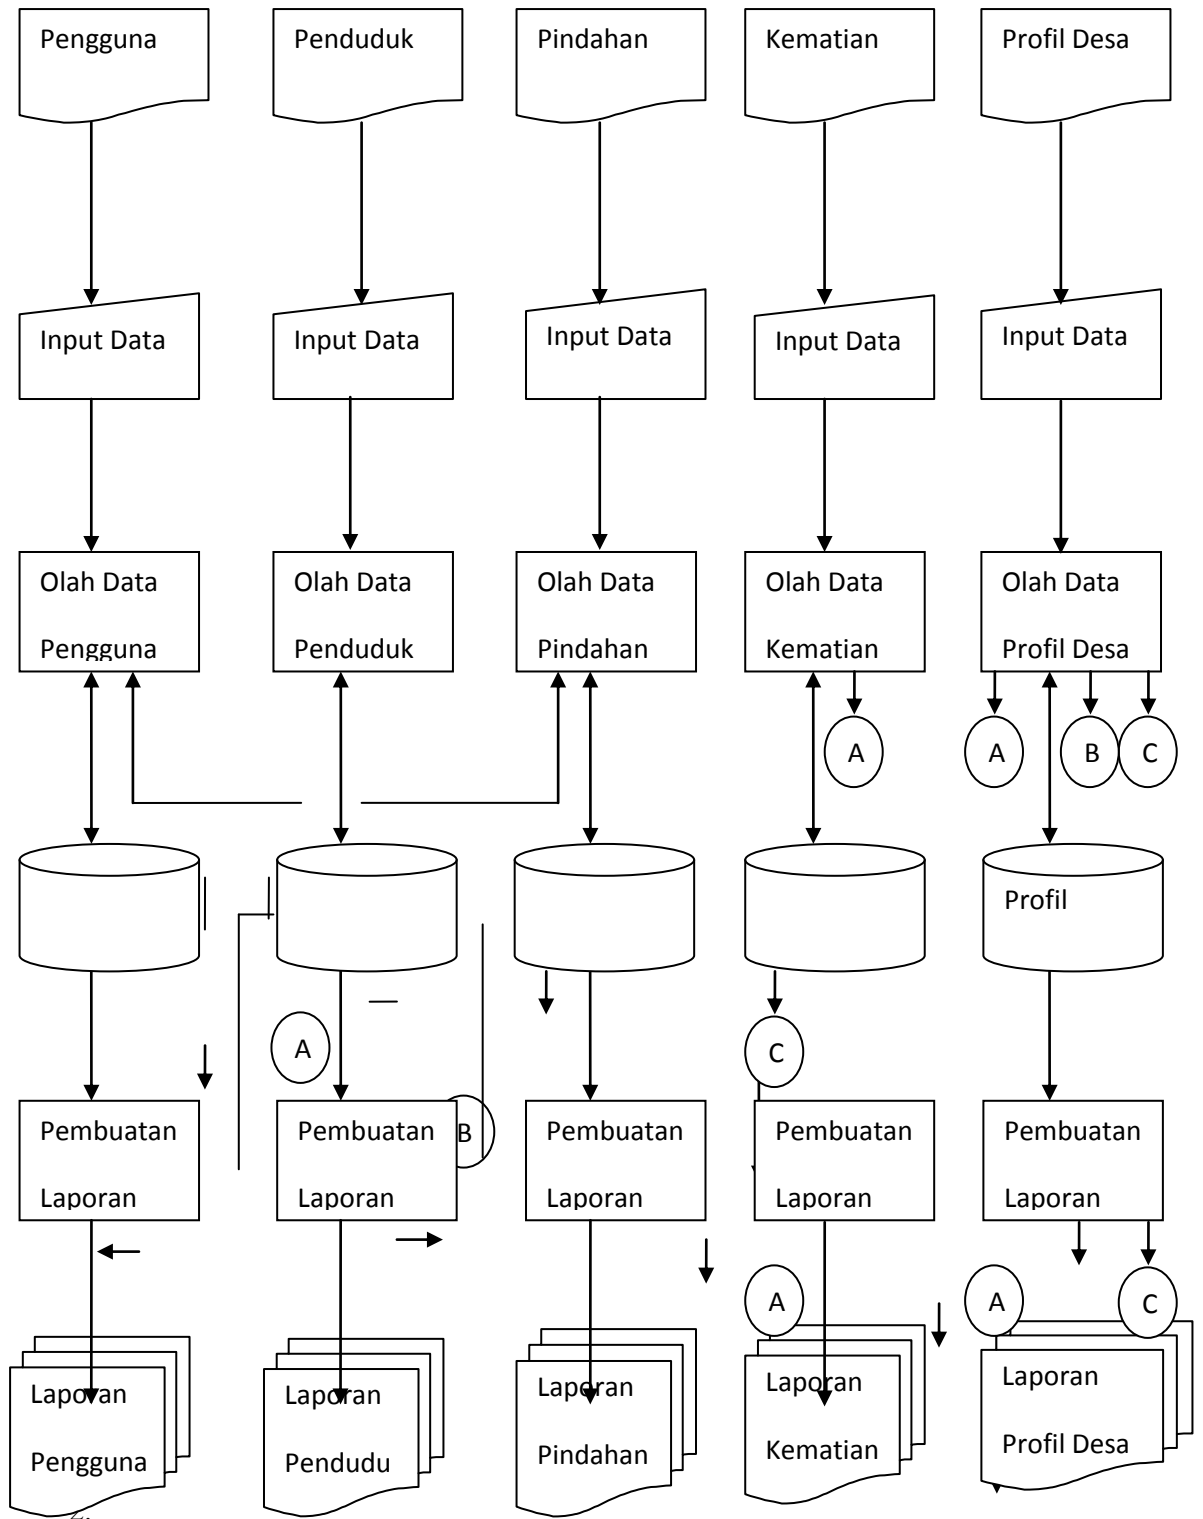 Pengguna
Penduduk
Pindahan
Kematian
Profil Desa
Input Data
Input Data
Input Data
Input Data
Input Data
Olah Data
Pengguna
Olah Data
Penduduk
Olah Data
Pindahan
Olah Data
Kematian
Olah Data
Profil Desa
A
A
B
C
Profil
A
C
B
Pembuatan
Laporan
Pembuatan
Laporan
Pembuatan
Laporan
Pembuatan
Laporan
Pembuatan
Laporan
A
A
C
Laporan
Pengguna
Laporan
Pendudu
Laporan
Pindahan
Laporan
Kematian
Laporan
Profil Desa